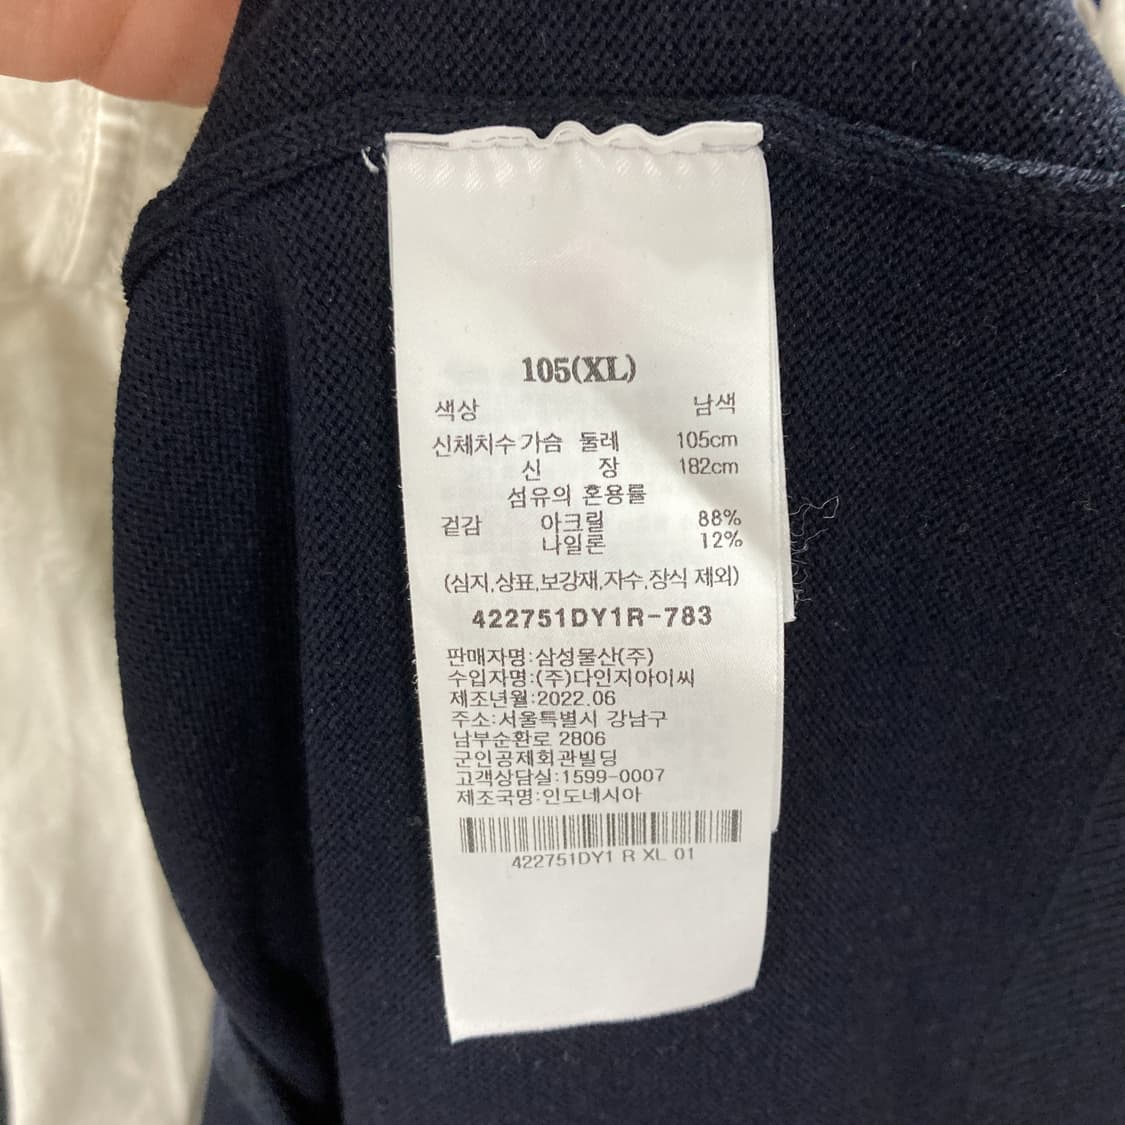 105(XL)
색상 남색
신체치수 가슴 둘레 105cm
신 장 182cm
섬유의 혼용률
겉감 아크릴 88%
나일론 12%
(심지,상표,보강재,자수,장식 제외)
422751DY1R-783
판매자명:삼성물산(주)
수입자명:(주)다인지아이씨
제조년월:2022.06
주소:서울특별시 강남구
남부순환로 2806
군인공제회관빌딩
고객상담실:1599-0007
제조국명:인도네시아
422751DY1 R XL 01